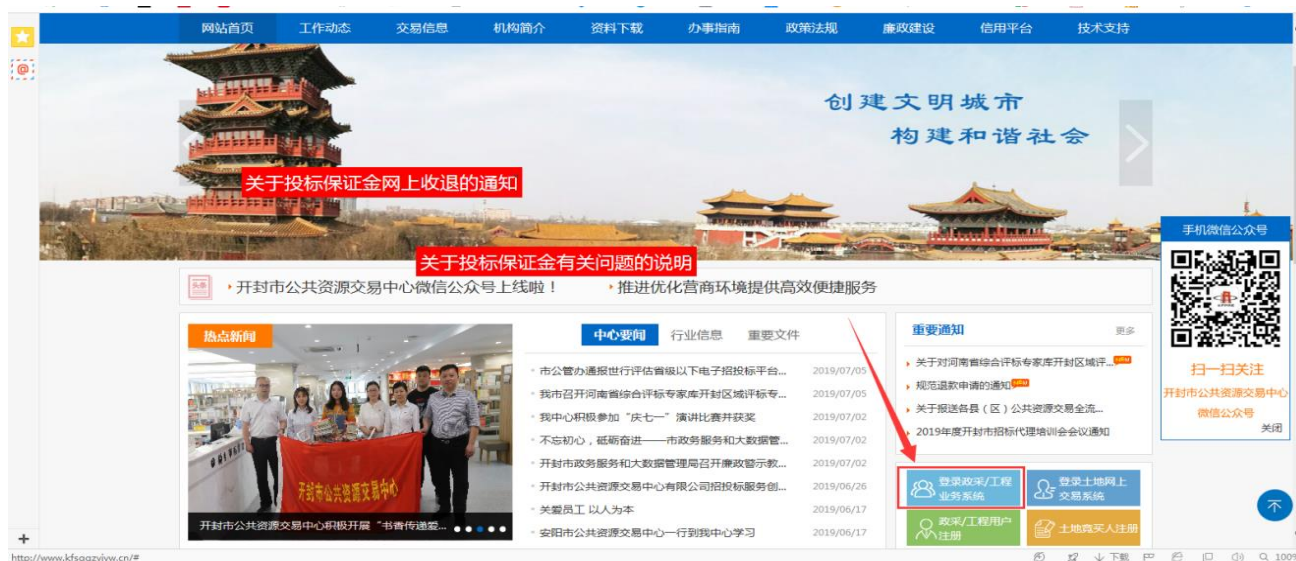 网站首页 工作动态 交易信息 机构简介 资料下载 办事指南 政策法规 廉政建设 信用平台 技术支持
创建文明城市
构建和谐社会
关于投标保证金网上收退的通知
关于投标保证金有关问题的说明
手机微信公众号
扫一扫关注
开封市公共资源交易中心
微信公众号
关闭
头条
开封市公共资源交易中心微信公众号上线啦！ 推进优化营商环境提供高效便捷服务
热点新闻
开封市公共资源交易中心
开封市公共资源交易中心积极开展“书香传递爱...
中心要闻 行业信息 重要文件
市公管办通报世行评估省级以下电子招投标平台... 2019/07/05
我市召开河南省综合评标专家库开封区域评标专... 2019/07/05
我中心积极参加“庆七一”演讲比赛并获奖 2019/07/02
不忘初心，砥砺奋进——市政务服务和大数据管... 2019/07/02
开封市政务服务和大数据管理局召开廉政警示教... 2019/07/02
开封市公共资源交易中心有限公司招投标服务创... 2019/06/26
关爱员工 以人为本 2019/06/17
安阳市公共资源交易中心一行到我中心学习 2019/06/17
重要通知 更多
关于对河南省综合评标专家库开封区域评...
规范退款申请的通知
关于报送各县（区）公共资源交易全流...
2019年度开封市招标代理培训会会议通知
登录政采/工程
业务系统
登录土地网上
交易系统
政采/工程用户
注册
土地竞买人注册
http://www.kfsggzyjyw.cn/#
下载
100%